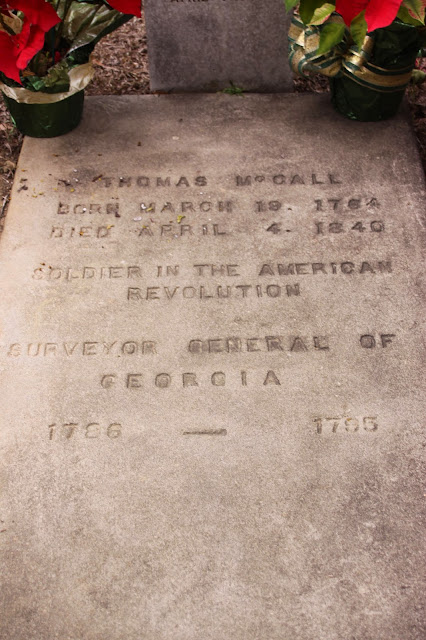 THOMAS McCALL
BORN MARCH 19. 1764
DIED APRIL 4. 1840
SOLDIER IN THE AMERICAN
REVOLUTION
SURVEYOR GENERAL OF
GEORGIA
1786 — 1795